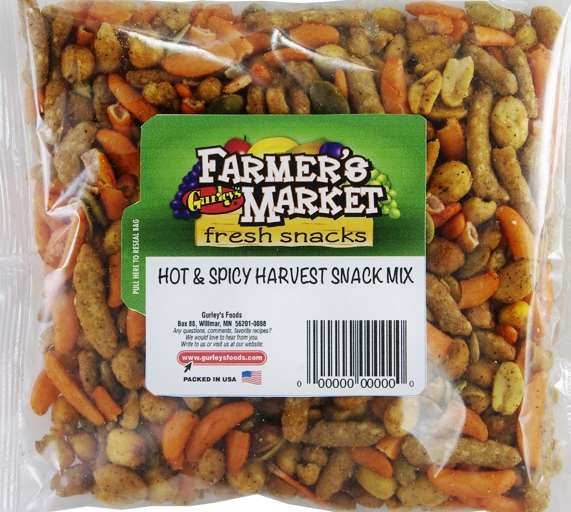 FARMER'S
Gurley's
MARKET
fresh snacks
HOT & SPICY HARVEST SNACK MIX
PULL HERE TO RESEAL BAG
Gurley's Foods
Box 88, Willmar, MN 56201-0088
Any questions, comments, favorite recipes?
We would love to hear from you.
Write to us or visit us at our website.
www.gurleysfoods.com
PACKED IN USA
0 00000 00000 0